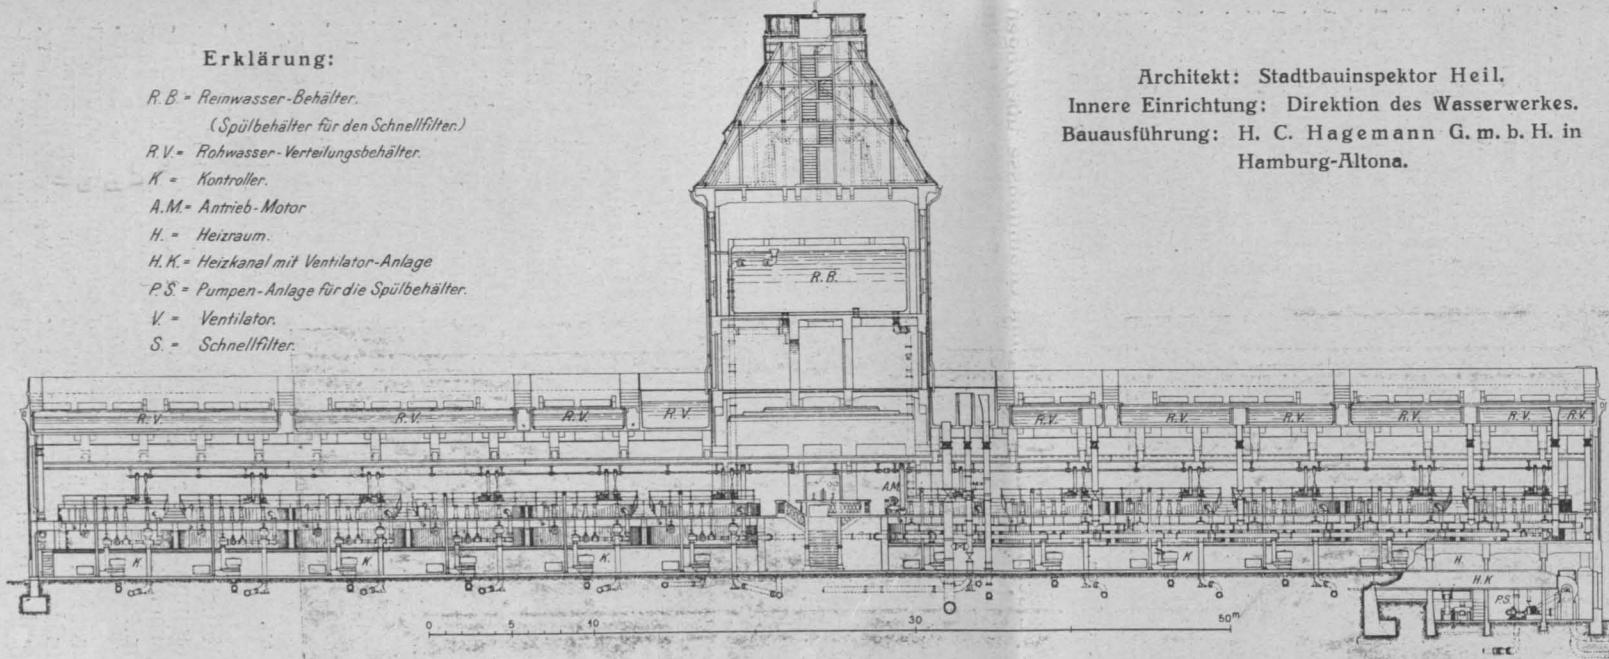 Erklärung:
R. B. = Reinwasser-Behälter.
(Spülbehälter für den Schnellfilter.)
R. V. = Rohwasser-Verteilungsbehälter.
K = Kontroller.
A.M. = Antrieb-Motor
H. = Heizraum.
H. K. = Heizkanal mit Ventilator-Anlage
P. S. = Pumpen-Anlage für die Spülbehälter.
V. = Ventilator.
S. = Schnellfilter.
Architekt: Stadtbauinspektor Heil.
Innere Einrichtung: Direktion des Wasserwerkes.
Bauausführung: H. C. Hagemann G. m. b. H. in
Hamburg-Altona.
R. B.
R. V. R. V. R. V. R. V. R. V. R. V. R. V. R. V. R. V. R. V.
A.M.
S. S. S. S. S.
K K K K K H.
H. K
P.S.
0 5 10 30 50m